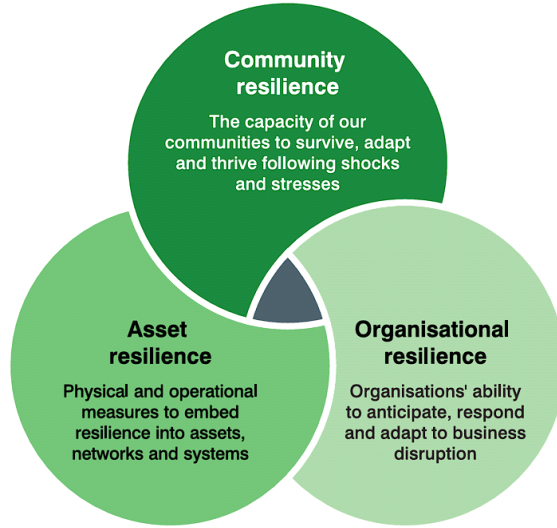 Community
resilience
The capacity of our
communities to survive, adapt
and thrive following shocks
and stresses
Asset
resilience
Physical and operational
measures to embed
resilience into assets,
networks and systems
Organisational
resilience
Organisations' ability
to anticipate, respond
and adapt to business
disruption